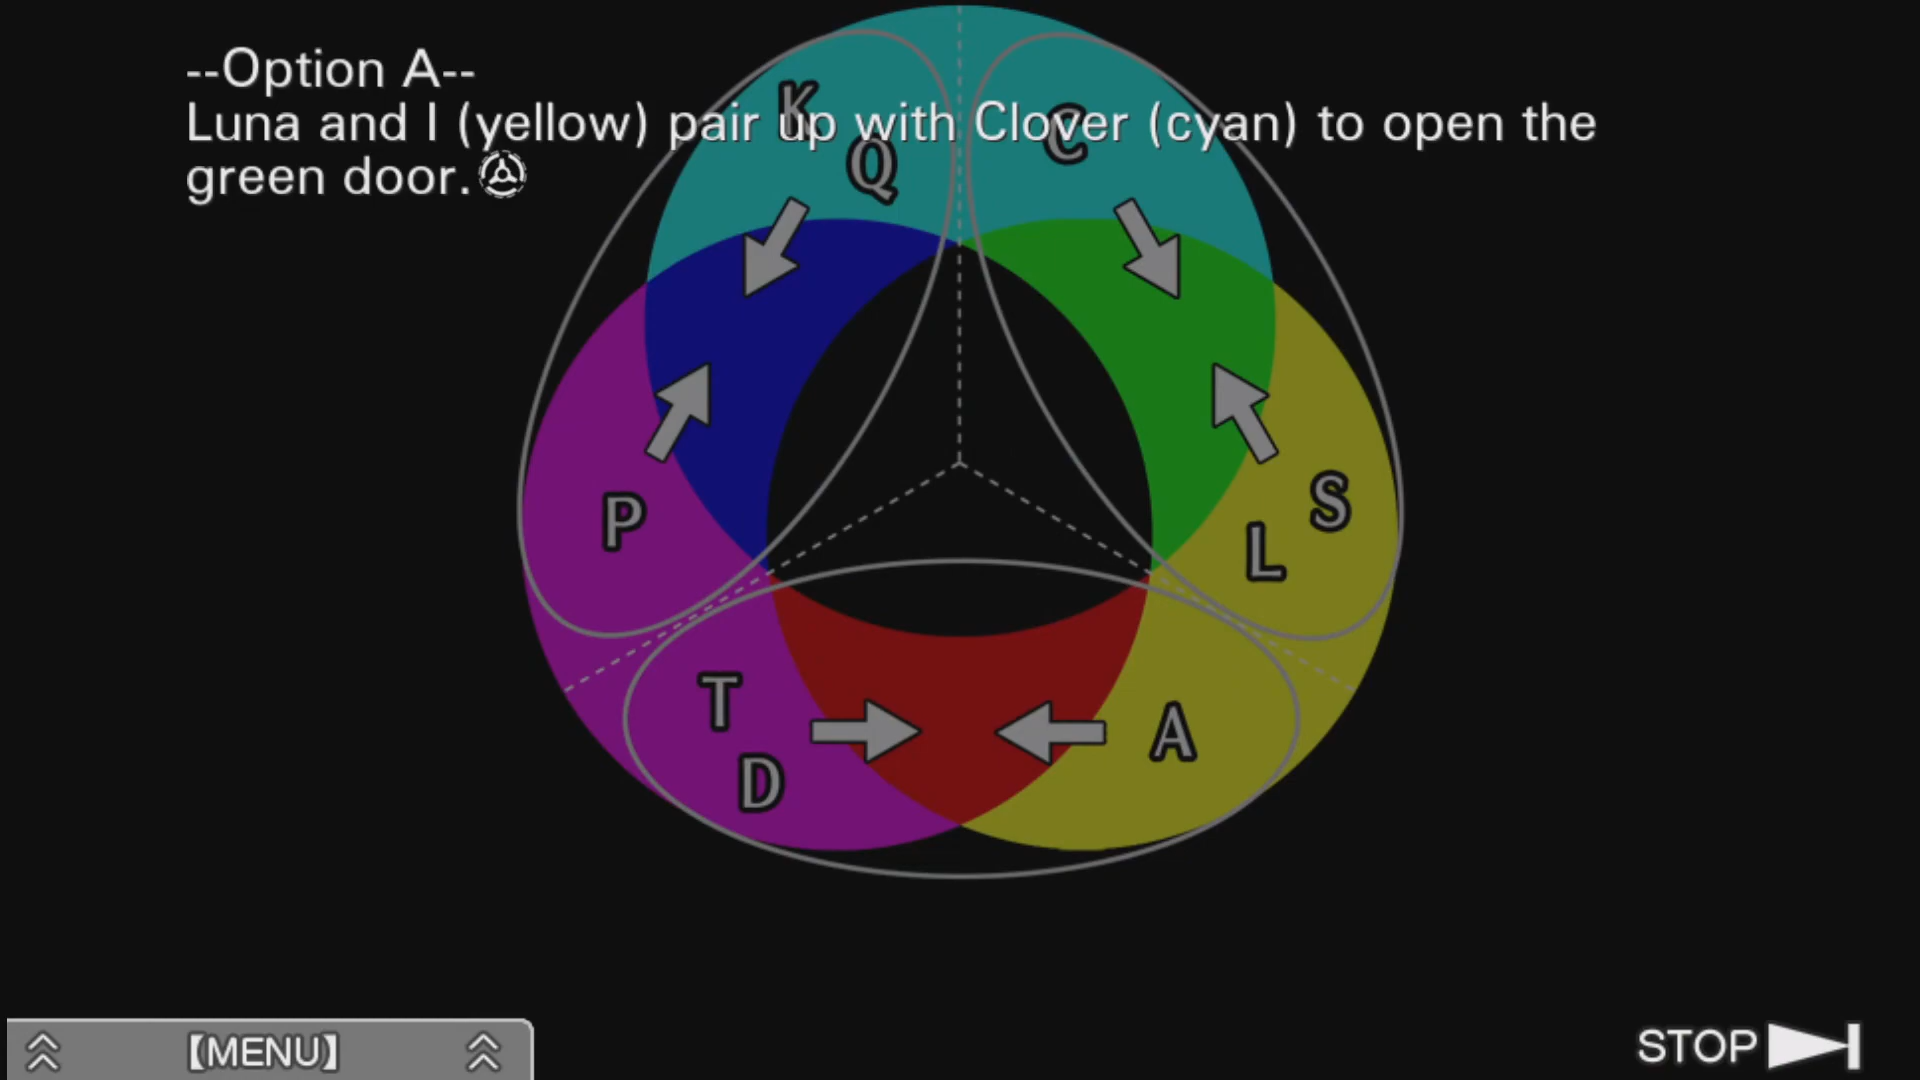 --Option A--
Luna and I (yellow) pair up with Clover (cyan) to open the
green door.
K
Q
C
P
S
L
T
D
A
【MENU】
STOP